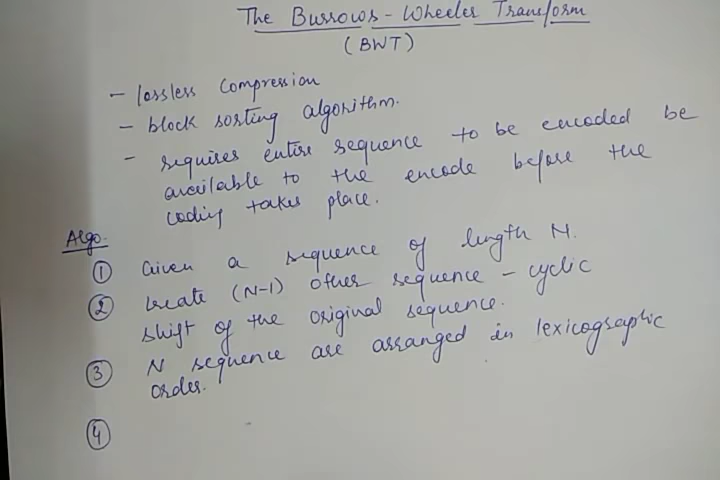 The Burrows - Wheeler Transform
(BWT)
- lossless compression
- block sorting algorithm.
- requires entire sequence to be encoded be
available to the encode before the
coding takes place.
Algo.
① Given a sequence of length N.
② create (N-1) other sequence - cyclic
shift of the original sequence.
③ N sequence are arranged in lexicographic
order.
④